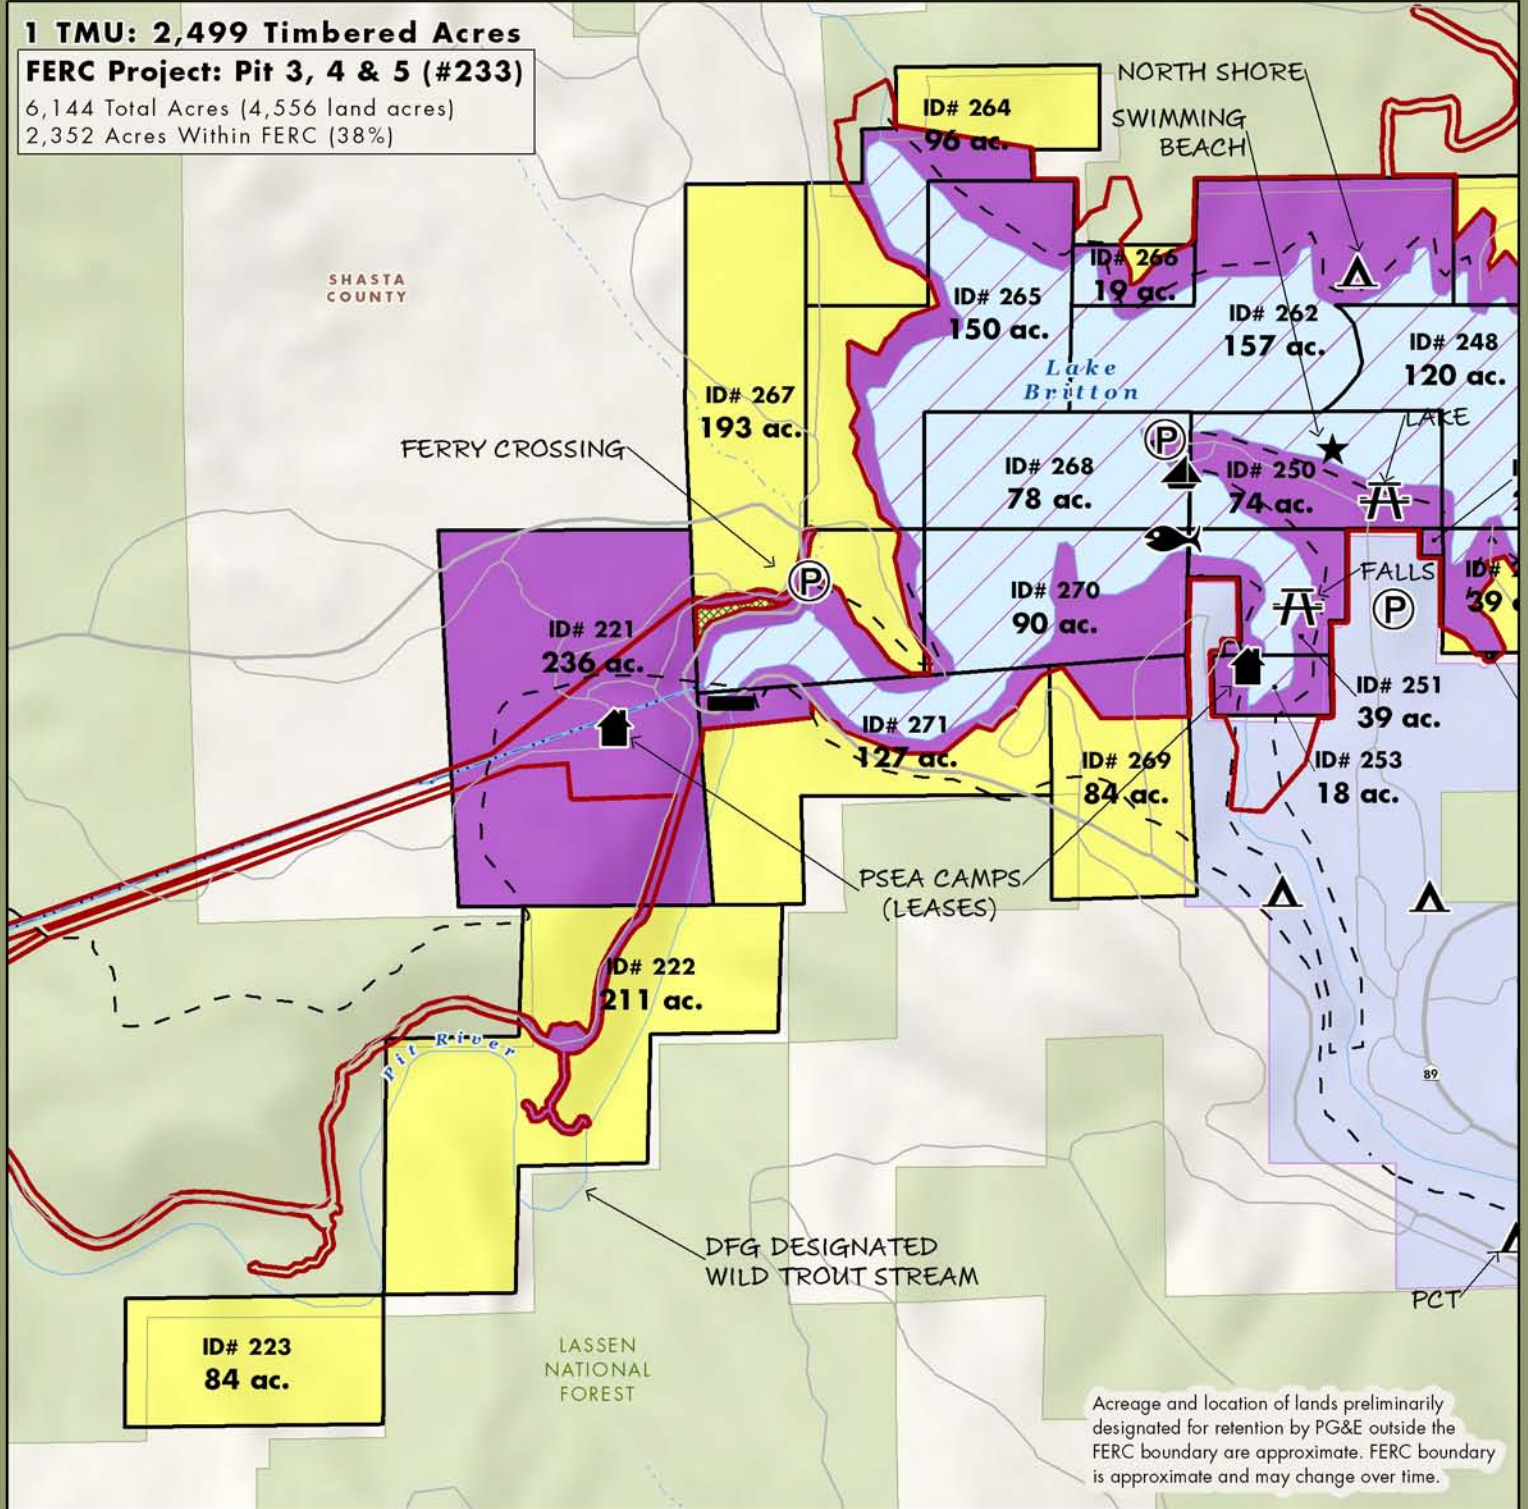 1 TMU: 2,499 Timbered Acres
FERC Project: Pit 3, 4 & 5 (#233)
6,144 Total Acres (4,556 land acres)
2,352 Acres Within FERC (38%)
NORTH SHORE
SWIMMING
BEACH
ID# 264
96 ac.
SHASTA
COUNTY
ID# 266
19 ac.
ID# 265
150 ac.
ID# 262
157 ac.
ID# 248
120 ac.
Lake
Britton
ID# 267
193 ac.
LAKE
FERRY CROSSING
P
ID# 268
78 ac.
ID# 250
74 ac.
P
FALLS
ID#
39
P
ID# 270
90 ac.
ID# 221
236 ac.
ID# 251
39 ac.
ID# 271
127 ac.
ID# 269
84 ac.
ID# 253
18 ac.
PSEA CAMPS
(LEASES)
ID# 222
211 ac.
Pit River
89
DFG DESIGNATED
WILD TROUT STREAM
PCT
ID# 223
84 ac.
LASSEN
NATIONAL
FOREST
Acreage and location of lands preliminarily
designated for retention by PG&E outside the
FERC boundary are approximate. FERC boundary
is approximate and may change over time.